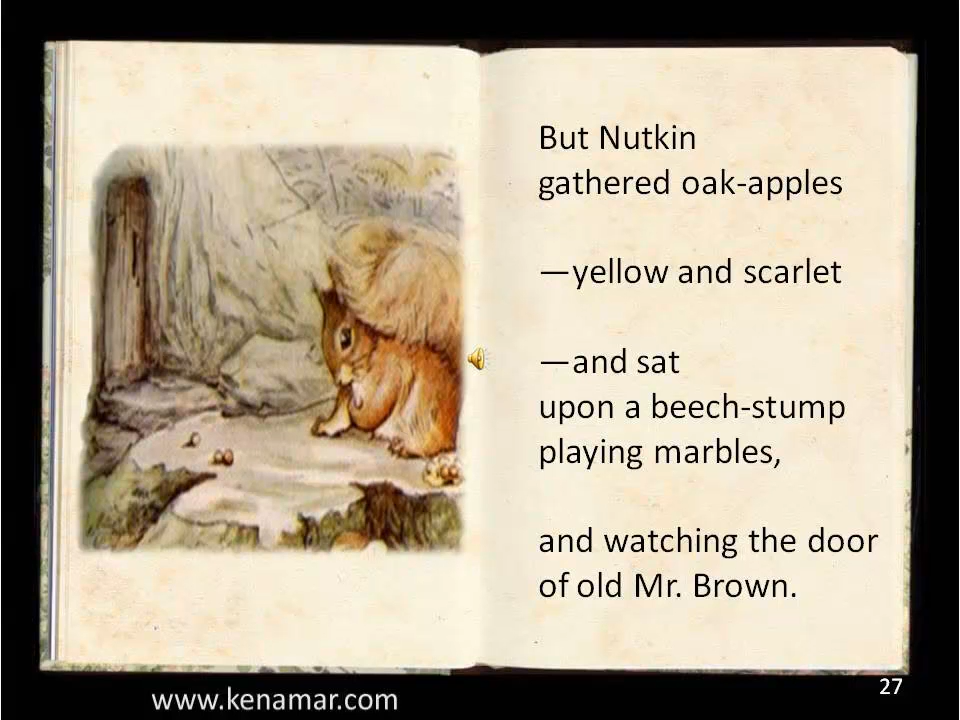 But Nutkin
gathered oak-apples
—yellow and scarlet
—and sat
upon a beech-stump
playing marbles,
and watching the door
of old Mr. Brown.
www.kenamar.com
27